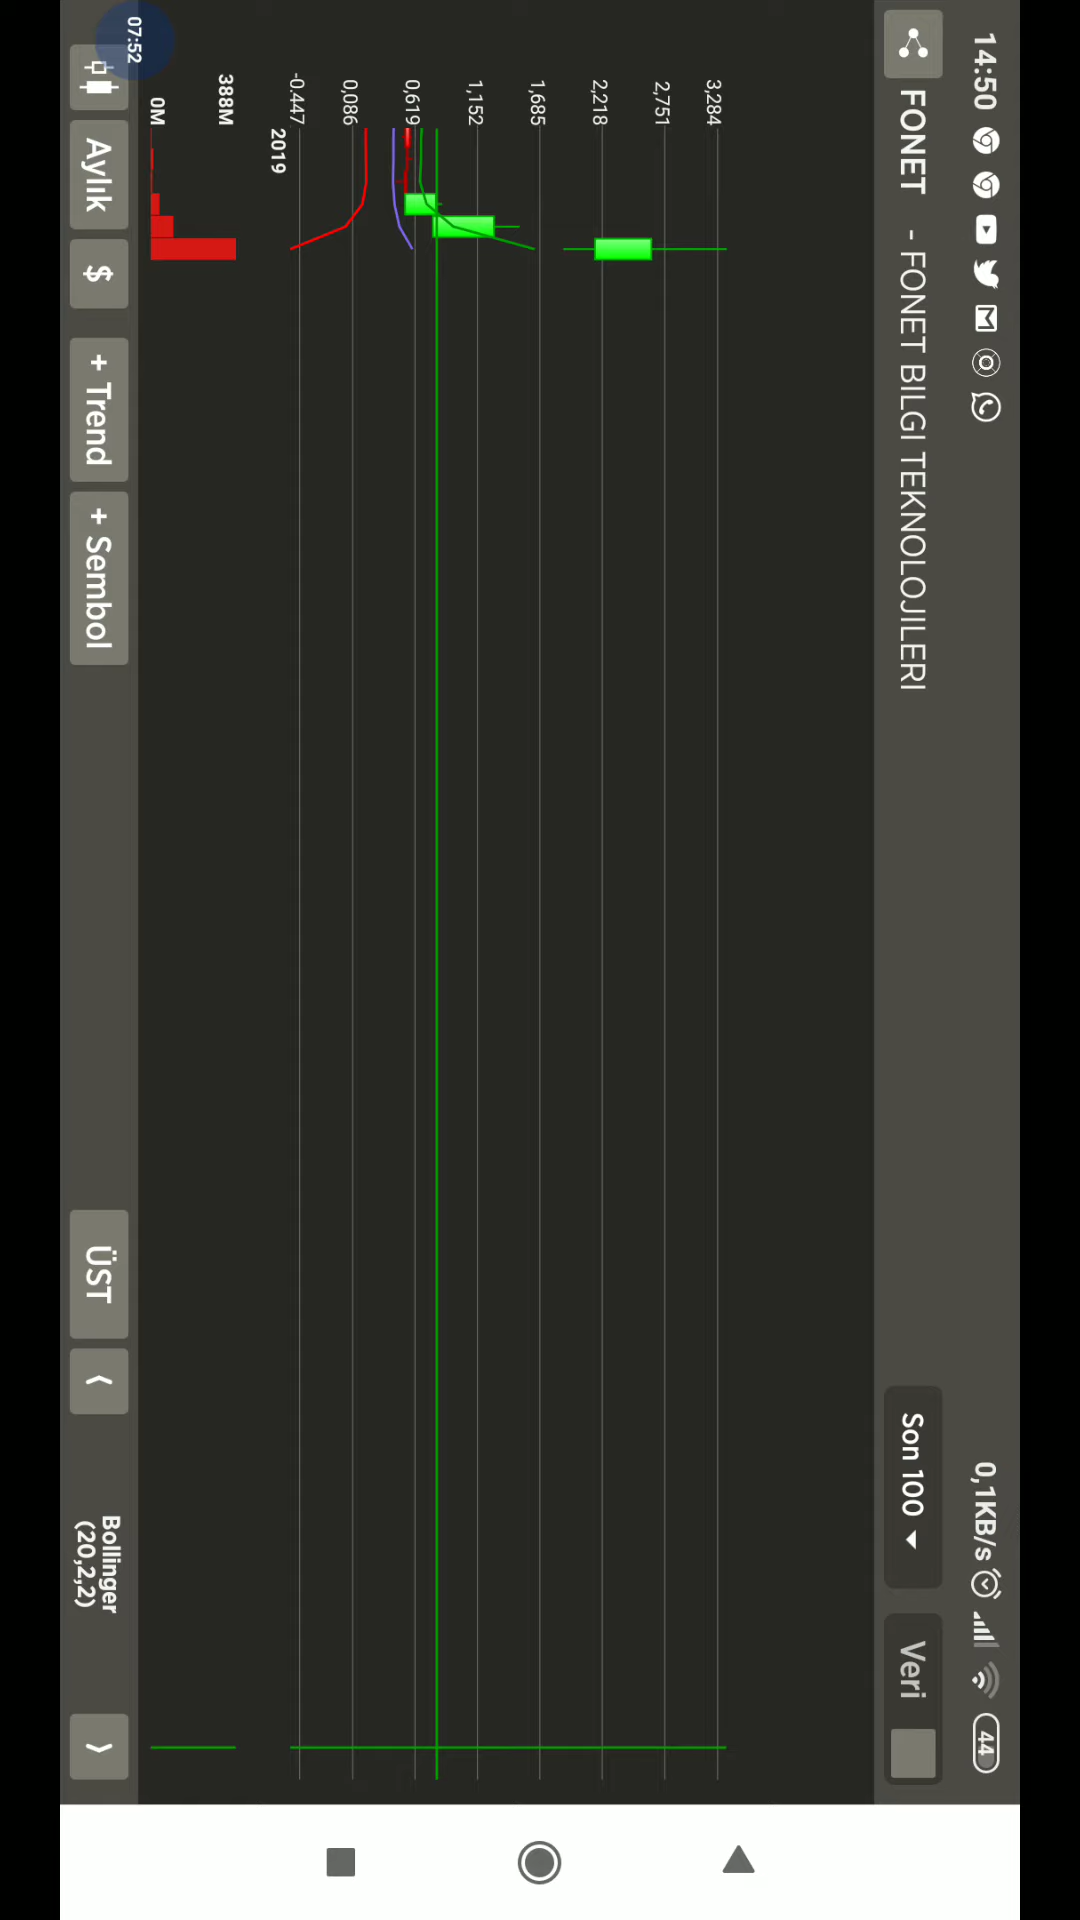 14:50
0,1KB/s
44
FONET - FONET BILGI TEKNOLOJILERI
Son 100
Veri
3,284
2,751
2,218
1,685
1,152
0,619
0,086
-0.447
2019
388M
0M
07:52
Aylık
$
+ Trend
+ Sembol
ÜST
Bollinger
(20,2,2)